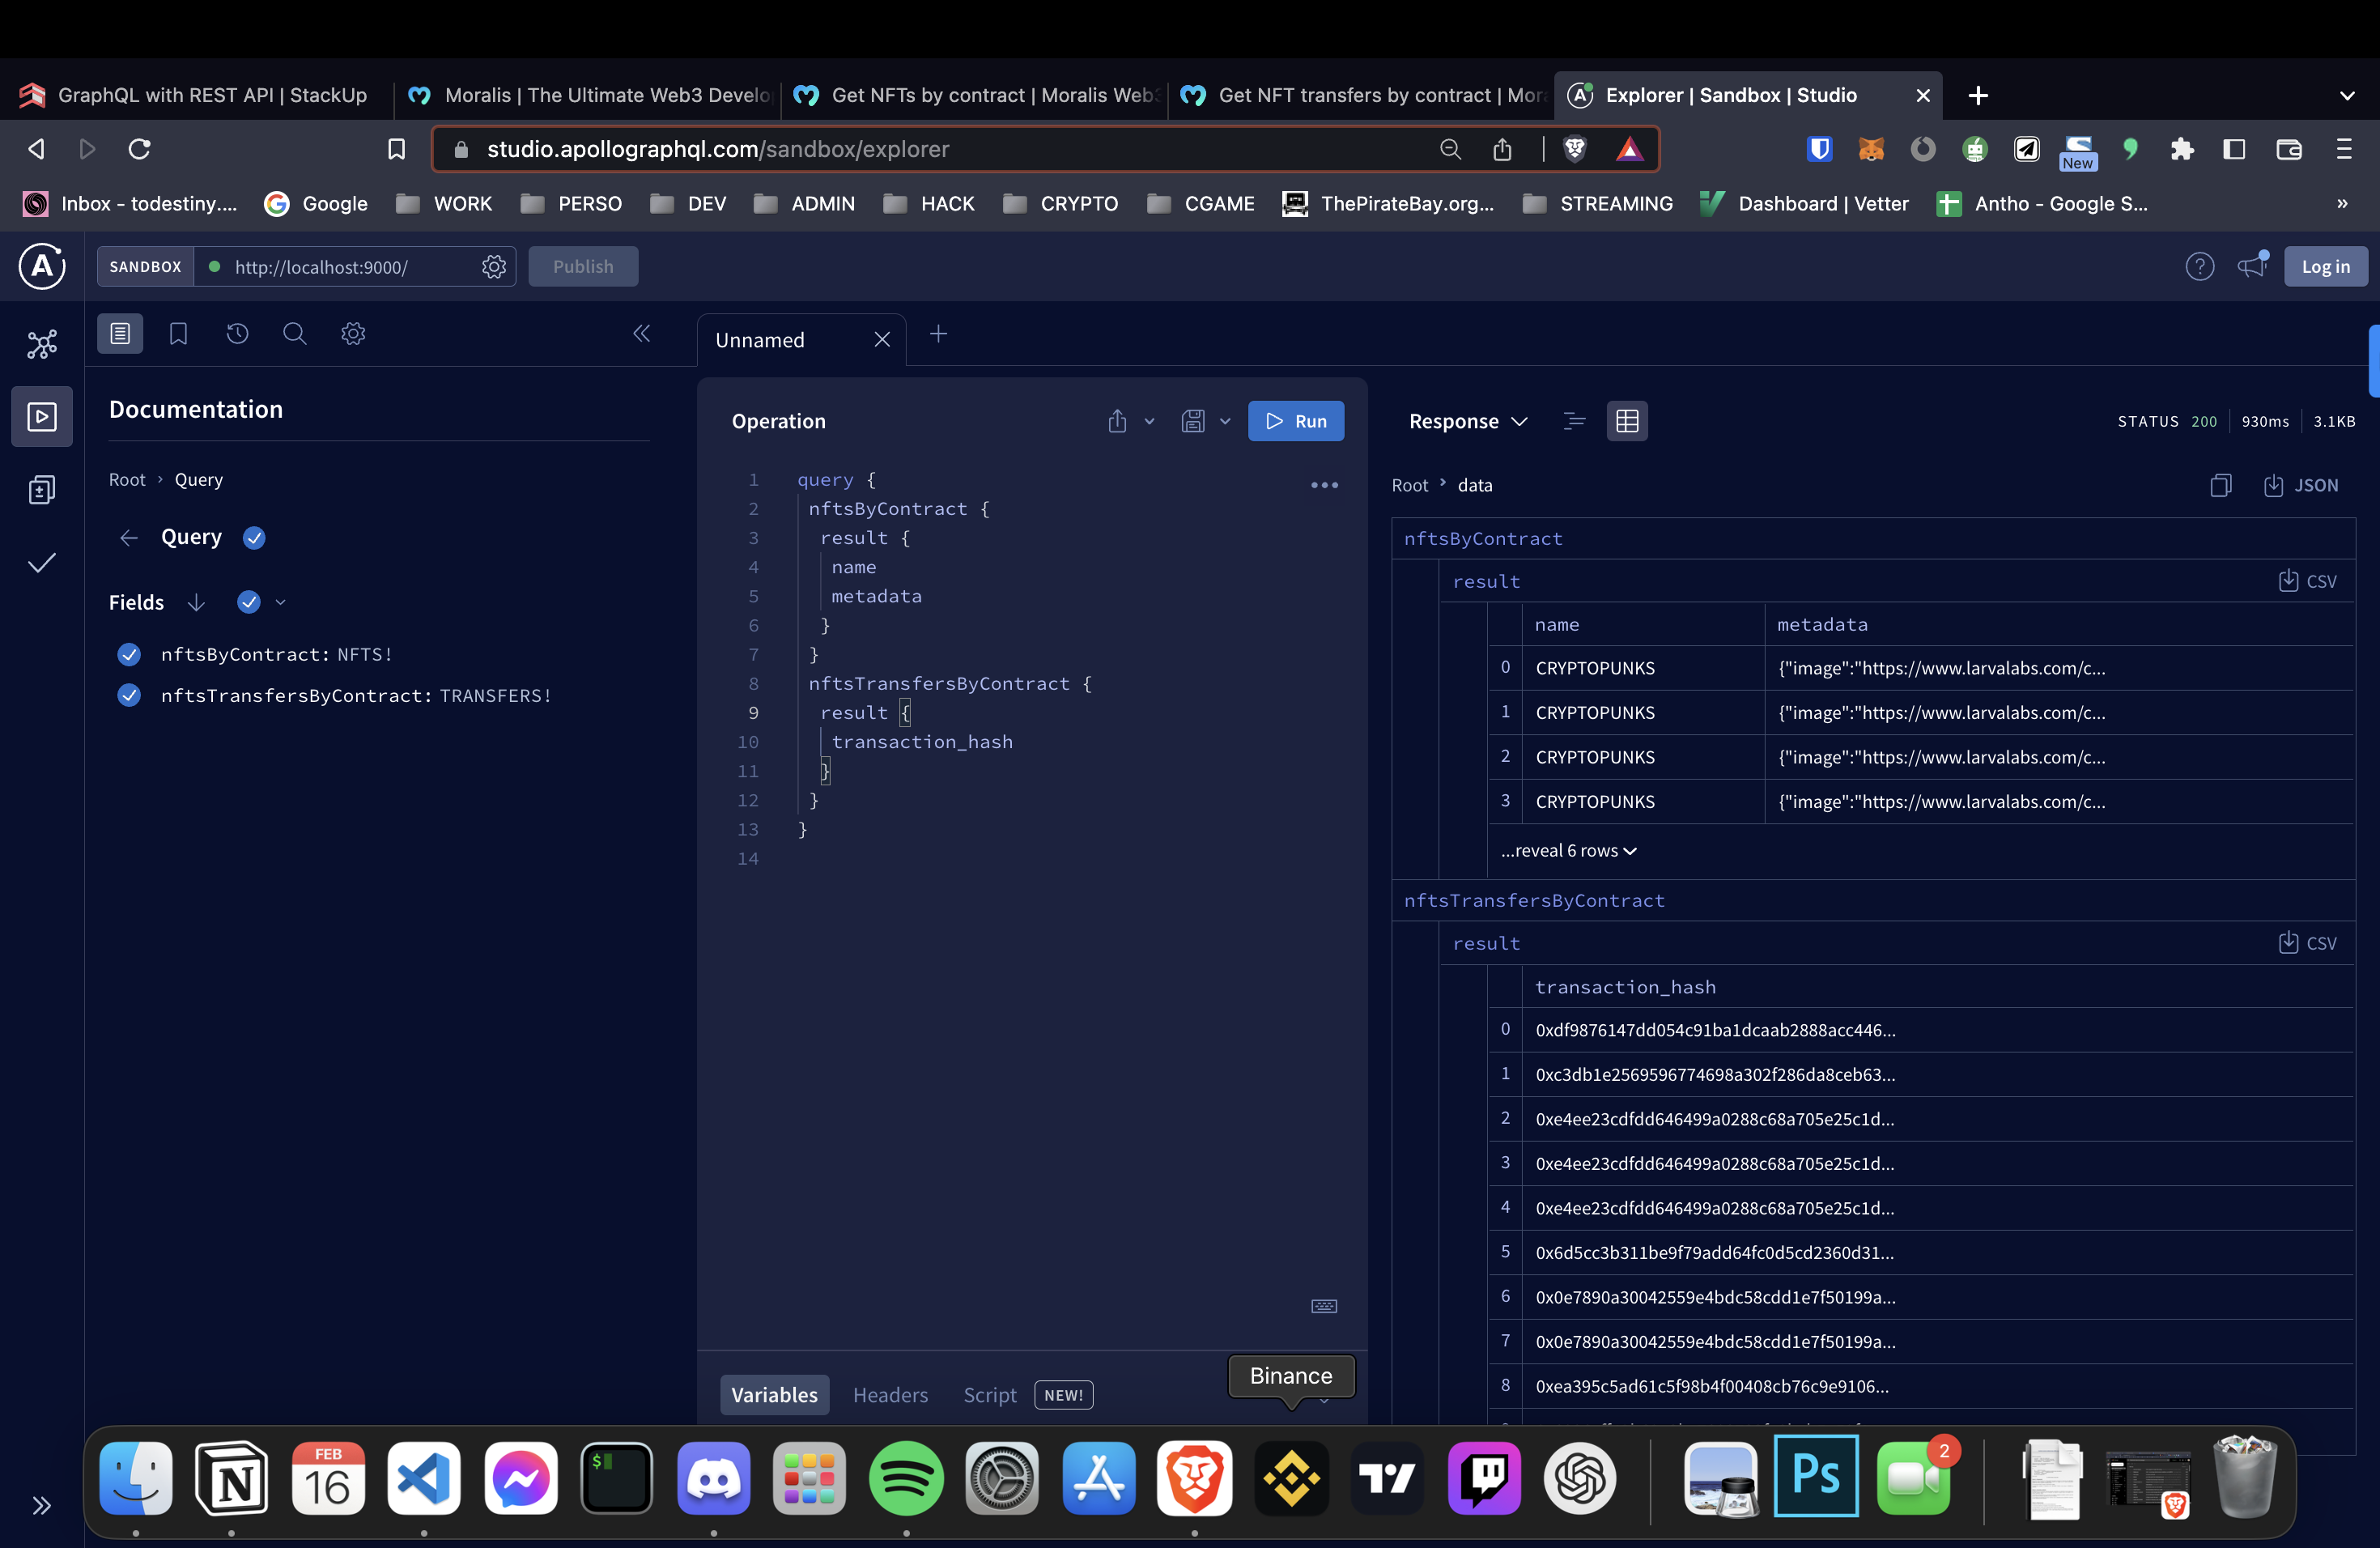 GraphQL with REST API | StackUp
Moralis | The Ultimate Web3 Develo
Get NFTs by contract | Moralis Web3
Get NFT transfers by contract | Mor
Explorer | Sandbox | Studio
studio.apollographql.com/sandbox/explorer
New
Inbox - todestiny....
Google
WORK
PERSO
DEV
ADMIN
HACK
CRYPTO
CGAME
ThePirateBay.org...
STREAMING
Dashboard | Vetter
Antho - Google S...
»
SANDBOX
http://localhost:9000/
Publish
Log in
Unnamed
Documentation
Root › Query
Query
Fields
nftsByContract: NFTS!
nftsTransfersByContract: TRANSFERS!
Operation
Run
1 query {
2 nftsByContract {
3 result {
4 name
5 metadata
6 }
7 }
8 nftsTransfersByContract {
9 result {
10 transaction_hash
11 }
12 }
13 }
14
Variables
Headers
Script
NEW!
Binance
Response
STATUS 200
930ms
3.1KB
Root › data
JSON
nftsByContract
result
CSV
name metadata
0 CRYPTOPUNKS {"image":"https://www.larvalabs.com/c...
1 CRYPTOPUNKS {"image":"https://www.larvalabs.com/c...
2 CRYPTOPUNKS {"image":"https://www.larvalabs.com/c...
3 CRYPTOPUNKS {"image":"https://www.larvalabs.com/c...
...reveal 6 rows
nftsTransfersByContract
result
CSV
transaction_hash
0 0xdf9876147dd054c91ba1dcaab2888acc446...
1 0xc3db1e2569596774698a302f286da8ceb63...
2 0xe4ee23cdfdd646499a0288c68a705e25c1d...
3 0xe4ee23cdfdd646499a0288c68a705e25c1d...
4 0xe4ee23cdfdd646499a0288c68a705e25c1d...
5 0x6d5cc3b311be9f79add64fc0d5cd2360d31...
6 0x0e7890a30042559e4bdc58cdd1e7f50199a...
7 0x0e7890a30042559e4bdc58cdd1e7f50199a...
8 0xea395c5ad61c5f98b4f00408cb76c9e9106...
FEB
16
$
Ps
2